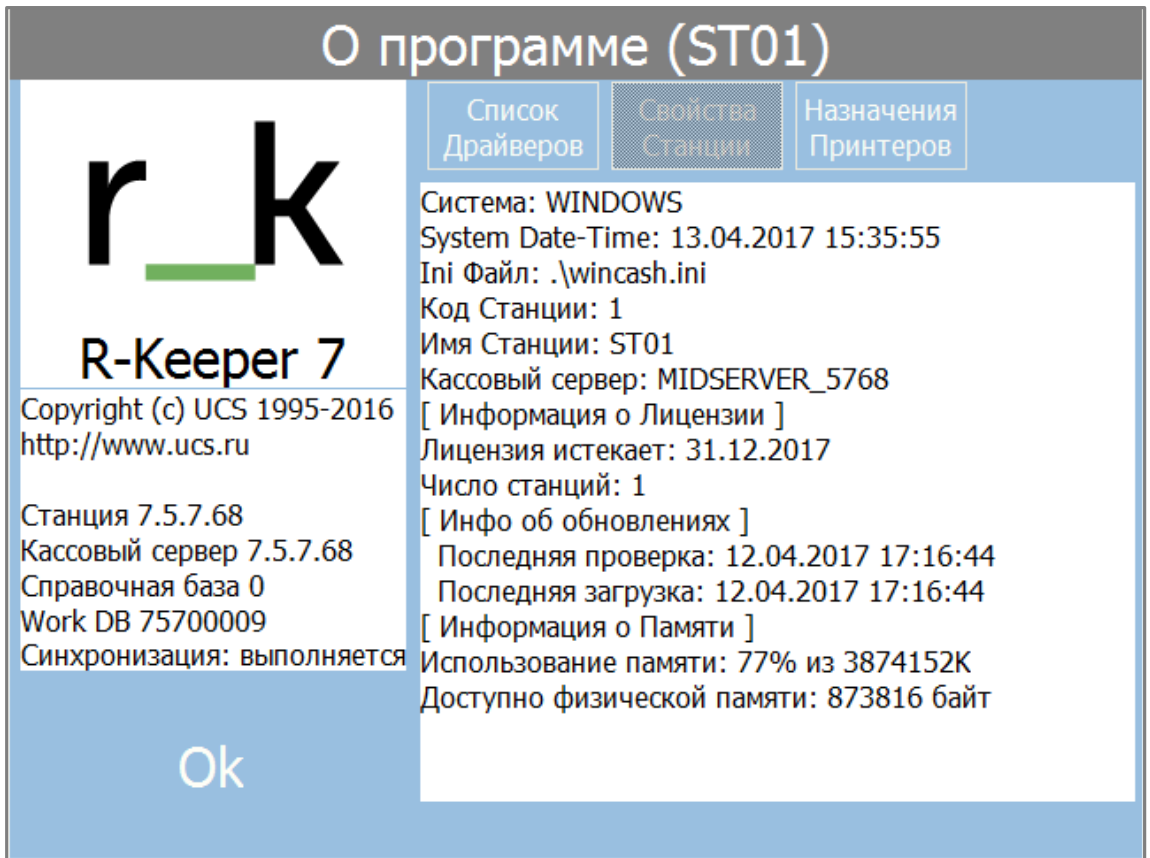 О программе (ST01)
r_k
R-Keeper 7
Copyright (c) UCS 1995-2016
http://www.ucs.ru
Станция 7.5.7.68
Кассовый сервер 7.5.7.68
Справочная база 0
Work DB 75700009
Синхронизация: выполняется
Ok
Список
Драйверов
Свойства
Станции
Назначения
Принтеров
Система: WINDOWS
System Date-Time: 13.04.2017 15:35:55
Ini Файл: .\wincash.ini
Код Станции: 1
Имя Станции: ST01
Кассовый сервер: MIDSERVER_5768
[ Информация о Лицензии ]
Лицензия истекает: 31.12.2017
Число станций: 1
[ Инфо об обновлениях ]
Последняя проверка: 12.04.2017 17:16:44
Последняя загрузка: 12.04.2017 17:16:44
[ Информация о Памяти ]
Использование памяти: 77% из 3874152K
Доступно физической памяти: 873816 байт